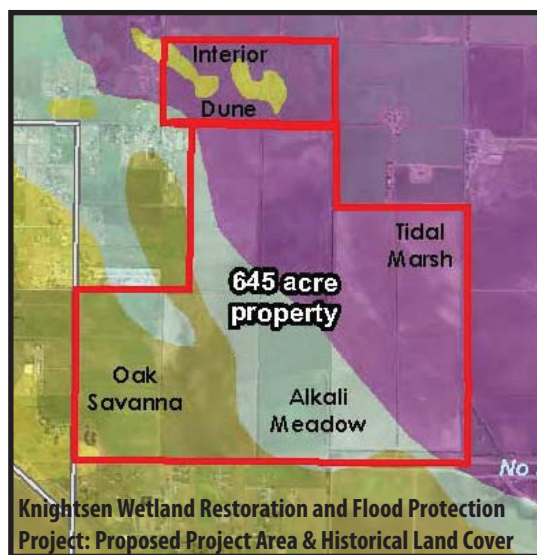 Interior
Dune
Tidal
Marsh
645 acre
property
Oak
Savanna
Alkali
Meadow
No
Knightsen Wetland Restoration and Flood Protection
Project: Proposed Project Area & Historical Land Cover